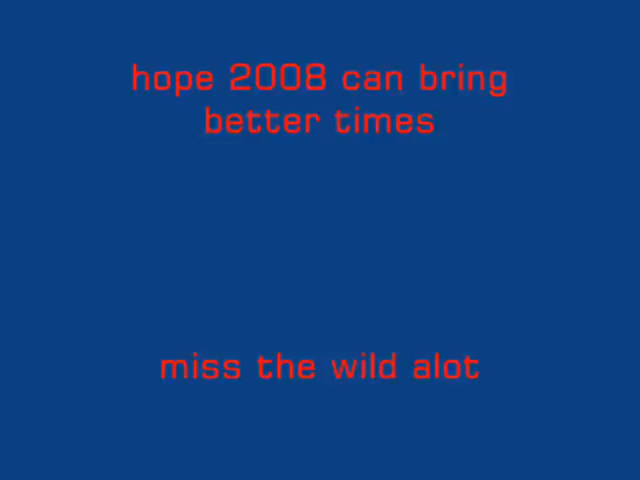 hope 2008 can bring
better times
miss the wild alot